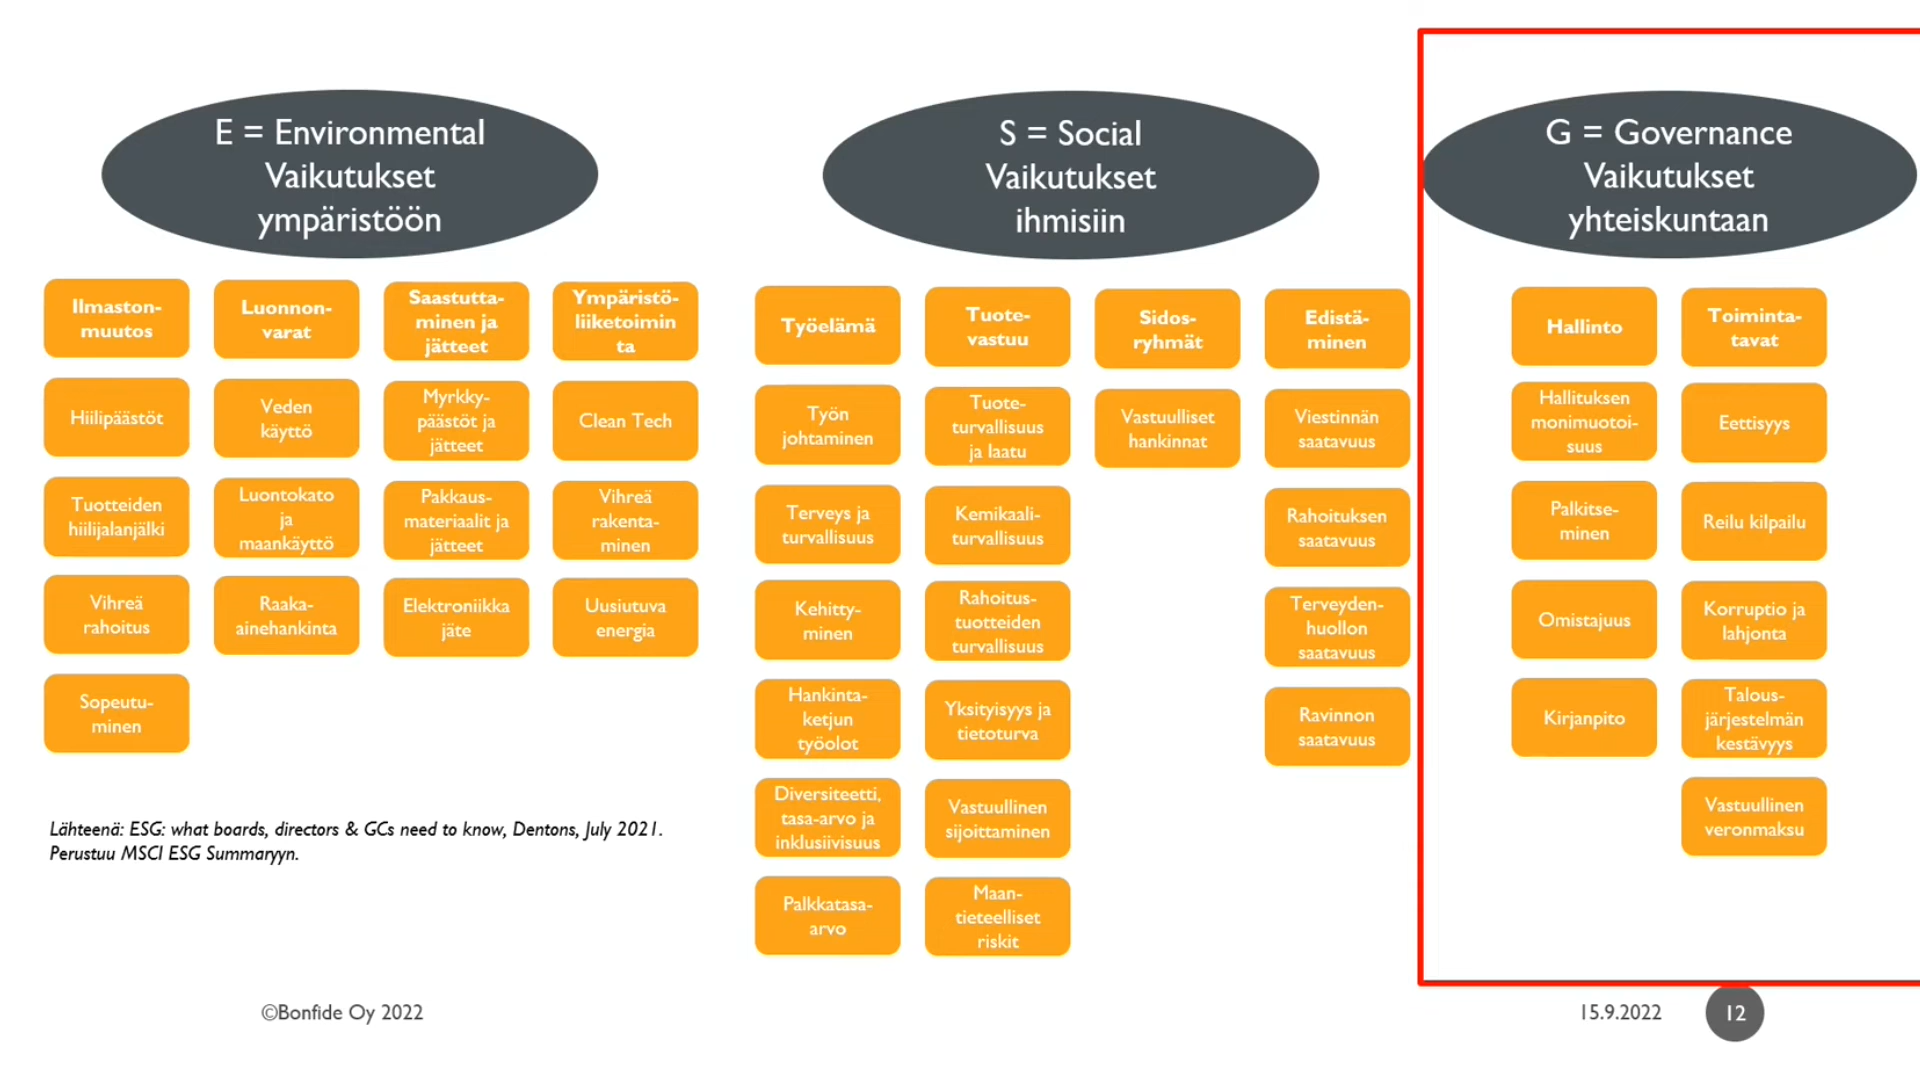 E = Environmental
Vaikutukset
ympäristöön
Ilmaston-
muutos
Hiilipäästöt
Tuotteiden
hiilijalanjälki
Vihreä
rahoitus
Sopeutu-
minen
Luonnon-
varat
Veden
käyttö
Luontokato
ja
maankäyttö
Raaka-
ainehankinta
Saastutta-
minen ja
jätteet
Myrkky-
päästöt ja
jätteet
Pakkaus-
materiaalit ja
jätteet
Elektroniikka
jäte
Ympäristö-
liiketoimin
ta
Clean Tech
Vihreä
rakenta-
minen
Uusiutuva
energia
S = Social
Vaikutukset
ihmisiin
Työelämä
Työn
johtaminen
Terveys ja
turvallisuus
Kehitty-
minen
Hankinta-
ketjun
työolot
Diversiteetti,
tasa-arvo ja
inklusiivisuus
Palkkatasa-
arvo
Tuote-
vastuu
Tuote-
turvallisuus
ja laatu
Kemikaali-
turvallisuus
Rahoitus-
tuotteiden
turvallisuus
Yksityisyys ja
tietoturva
Vastuullinen
sijoittaminen
Maan-
tieteelliset
riskit
Sidos-
ryhmät
Vastuulliset
hankinnat
Edistä-
minen
Viestinnän
saatavuus
Rahoituksen
saatavuus
Terveyden-
huollon
saatavuus
Ravinnon
saatavuus
G = Governance
Vaikutukset
yhteiskuntaan
Hallinto
Hallituksen
monimuotoi-
suus
Palkitse-
minen
Omistajuus
Kirjanpito
Toiminta-
tavat
Eettisyys
Reilu kilpailu
Korruptio ja
lahjonta
Talous-
järjestelmän
kestävyys
Vastuullinen
veronmaksu
Lähteenä: ESG: what boards, directors & GCs need to know, Dentons, July 2021.
Perustuu MSCI ESG Summaryyn.
©Bonfide Oy 2022
15.9.2022
12